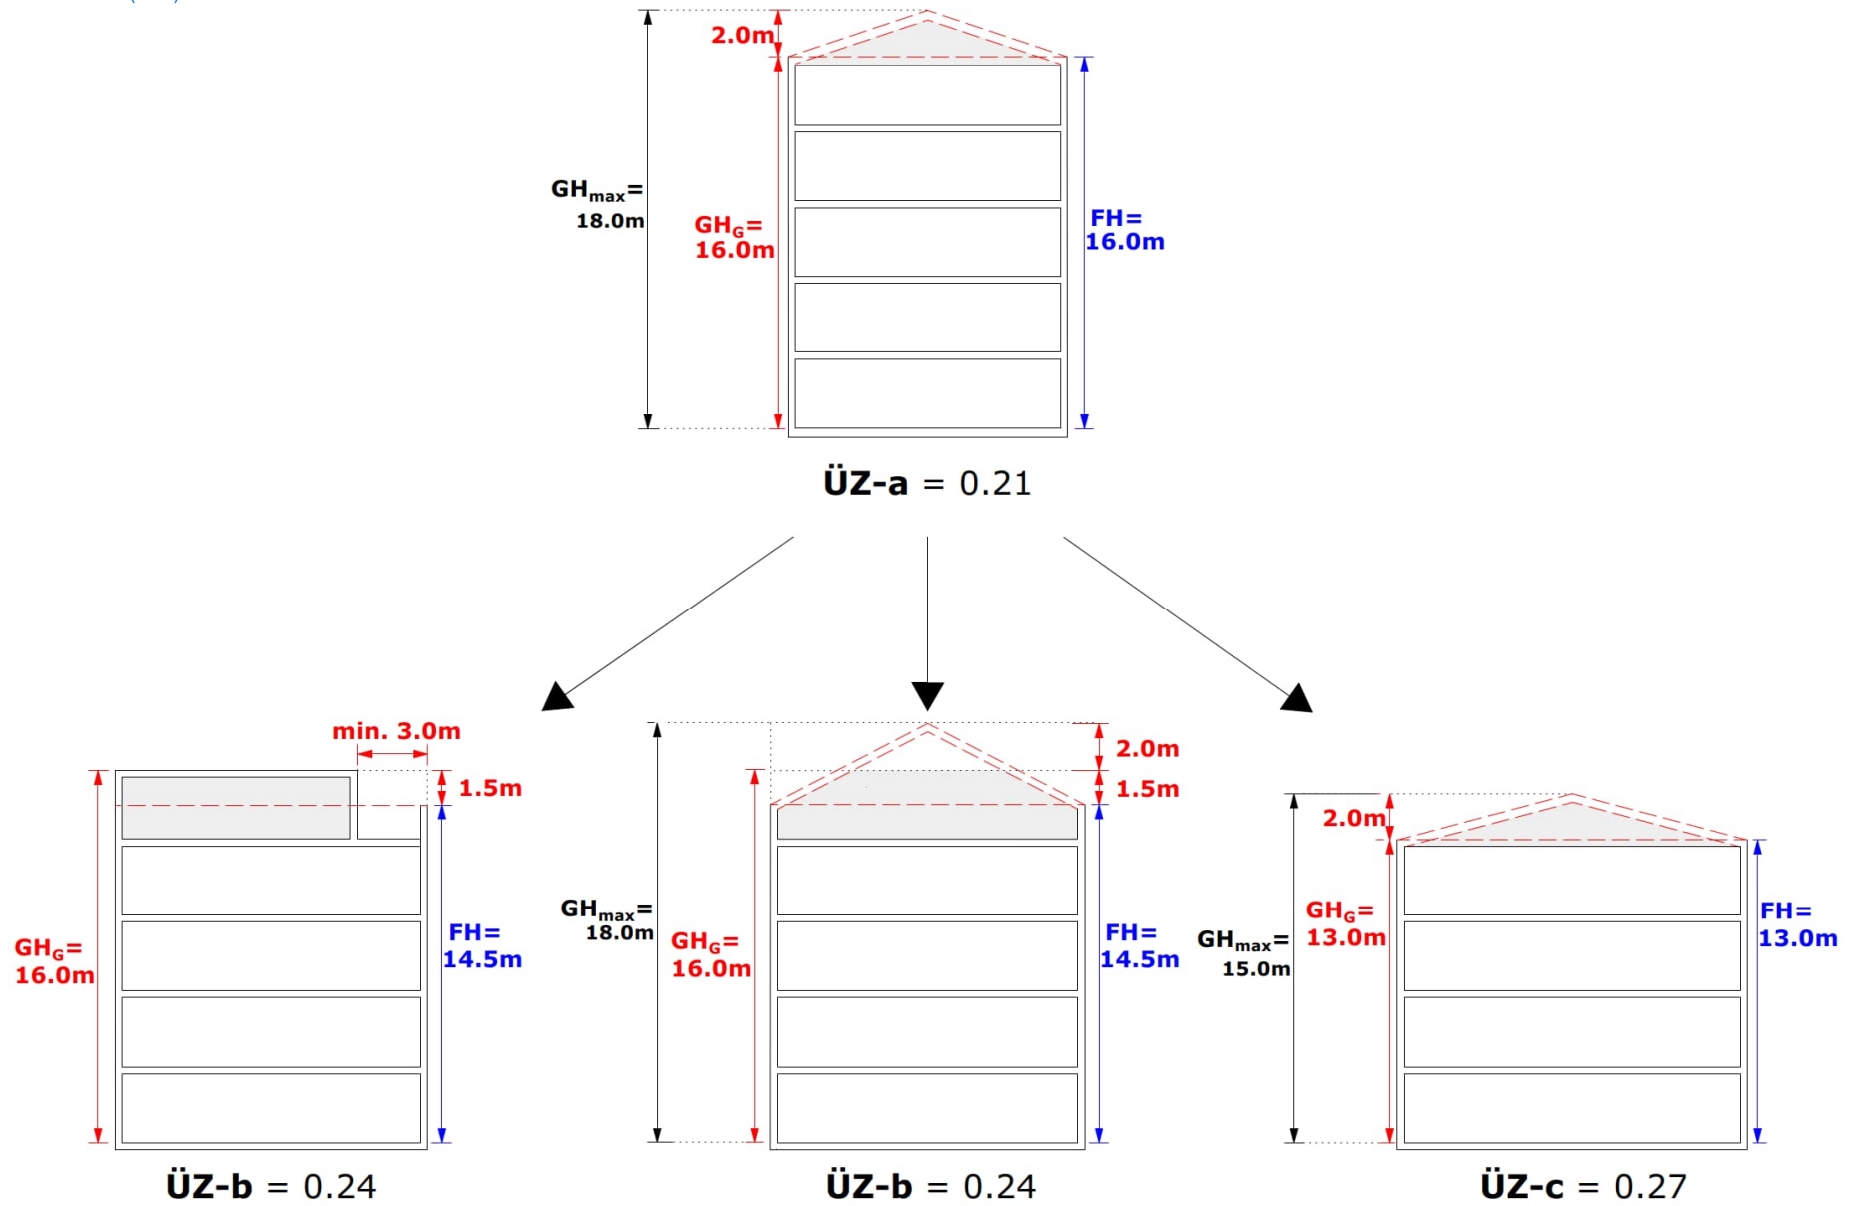 2.0m
GHmax=
18.0m
GHG=
16.0m
FH=
16.0m
ÜZ-a = 0.21
min. 3.0m
1.5m
GHG=
16.0m
FH=
14.5m
ÜZ-b = 0.24
2.0m
1.5m
GHmax=
18.0m
GHG=
16.0m
FH=
14.5m
ÜZ-b = 0.24
2.0m
GHmax=
15.0m
GHG=
13.0m
FH=
13.0m
ÜZ-c = 0.27